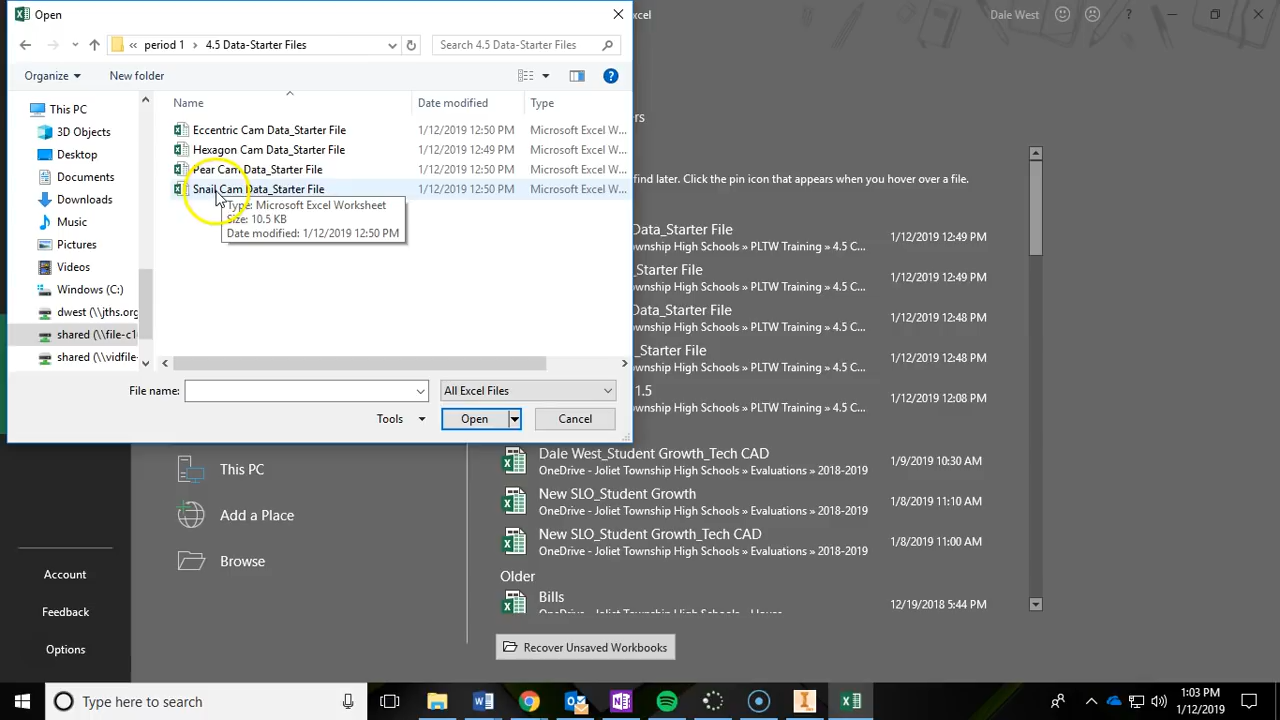 Open
xcel
Dale West
?
« period 1 > 4.5 Data-Starter Files
Search 4.5 Data-Starter Files
Organize
New folder
?
This PC
3D Objects
Desktop
Documents
Downloads
Music
Pictures
Videos
Windows (C:)
dwest (\\jths.org
shared (\\file-c1
shared (\\vidfile-
Name
Date modified
Type
Eccentric Cam Data_Starter File
1/12/2019 12:50 PM
Microsoft Excel W...
Hexagon Cam Data_Starter File
1/12/2019 12:49 PM
Microsoft Excel W...
Pear Cam Data_Starter File
1/12/2019 12:50 PM
Microsoft Excel W...
Snail Cam Data_Starter File
1/12/2019 12:50 PM
Microsoft Excel W...
Type: Microsoft Excel Worksheet
Size: 10.5 KB
Date modified: 1/12/2019 12:50 PM
File name:
All Excel Files
Tools
Open
Cancel
ers
find later. Click the pin icon that appears when you hover over a file.
Data_Starter File
ownship High Schools » PLTW Training » 4.5 C...
1/12/2019 12:49 PM
_Starter File
ownship High Schools » PLTW Training » 4.5 C...
1/12/2019 12:49 PM
Data_Starter File
ownship High Schools » PLTW Training » 4.5 C...
1/12/2019 12:48 PM
_Starter File
ownship High Schools » PLTW Training » 4.5 C...
1/12/2019 12:48 PM
1.5
ownship High Schools » PLTW Training » 4.5 C...
1/12/2019 12:08 PM
Dale West_Student Growth_Tech CAD
OneDrive - Joliet Township High Schools » Evaluations » 2018-2019
1/9/2019 10:30 AM
New SLO_Student Growth
OneDrive - Joliet Township High Schools » Evaluations » 2018-2019
1/8/2019 11:10 AM
New SLO_Student Growth_Tech CAD
OneDrive - Joliet Township High Schools » Evaluations » 2018-2019
1/8/2019 11:00 AM
Older
Bills
OneDrive - Joliet Township High Schools » House
12/19/2018 5:44 PM
Recover Unsaved Workbooks
This PC
Add a Place
Browse
Account
Feedback
Options
Type here to search
1:03 PM
1/12/2019